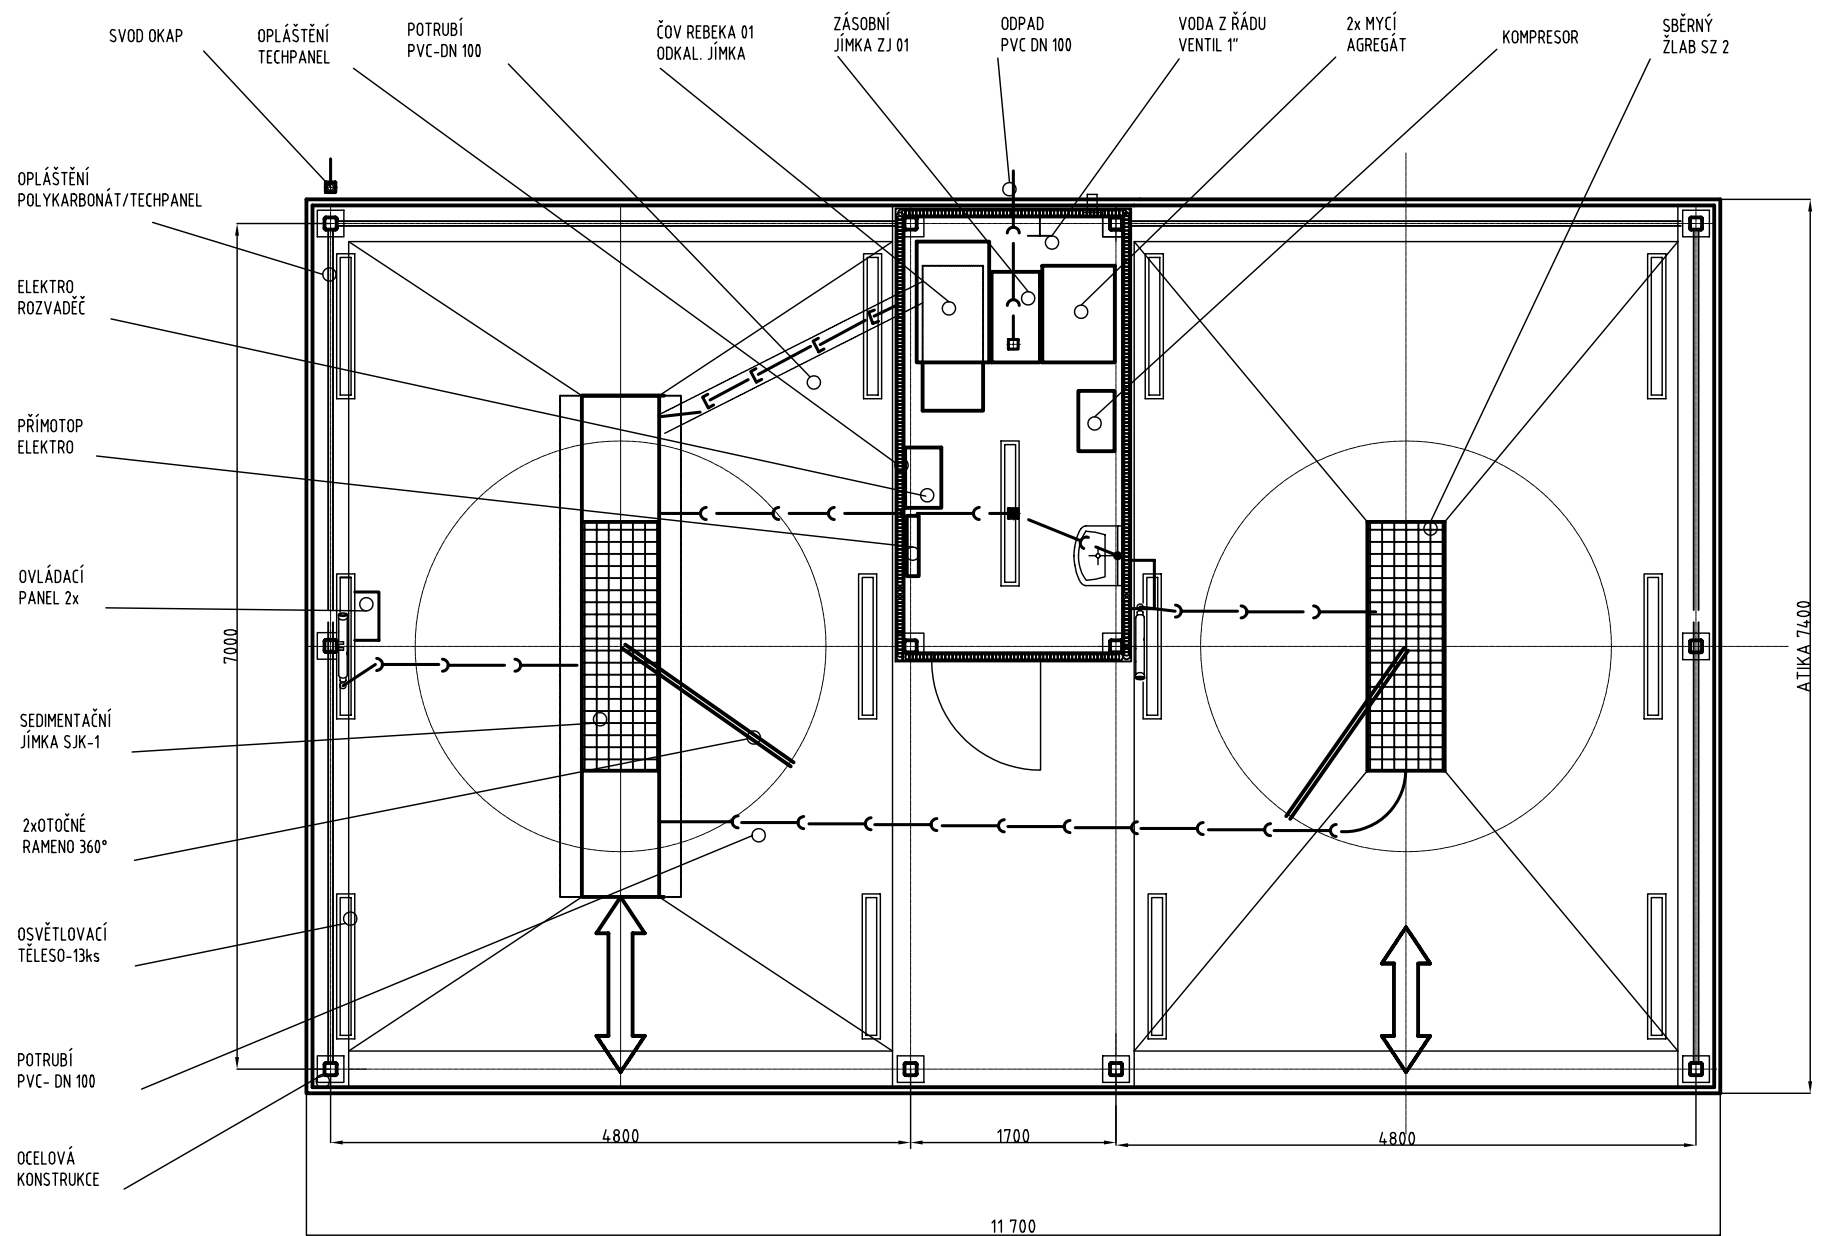 SVOD OKAP
OPLÁŠTĚNÍ
TECHPANEL
POTRUBÍ
PVC-DN 100
ČOV REBEKA 01
ODKAL. JÍMKA
ZÁSOBNÍ
JÍMKA ZJ 01
ODPAD
PVC DN 100
VODA Z ŘÁDU
VENTIL 1"
2x MYCÍ
AGREGÁT
KOMPRESOR
SBĚRNÝ
ŽLAB SZ 2
OPLÁŠTĚNÍ
POLYKARBONÁT/TECHPANEL
ELEKTRO
ROZVADĚČ
PŘÍMOTOP
ELEKTRO
OVLÁDACÍ
PANEL 2x
7000
ATIKA 7400
SEDIMENTAČNÍ
JÍMKA SJK-1
2xOTOČNÉ
RAMENO 360°
OSVĚTLOVACÍ
TĚLESO-13ks
POTRUBÍ
PVC- DN 100
OCELOVÁ
KONSTRUKCE
4800
1700
4800
11 700